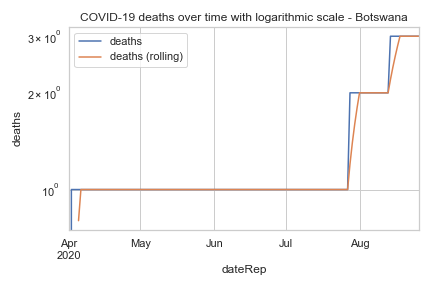 COVID-19 deaths over time with logarithmic scale - Botswana
deaths
deaths (rolling)
3 × 10⁰
2 × 10⁰
10⁰
deaths
Apr
2020
May
Jun
Jul
Aug
dateRep